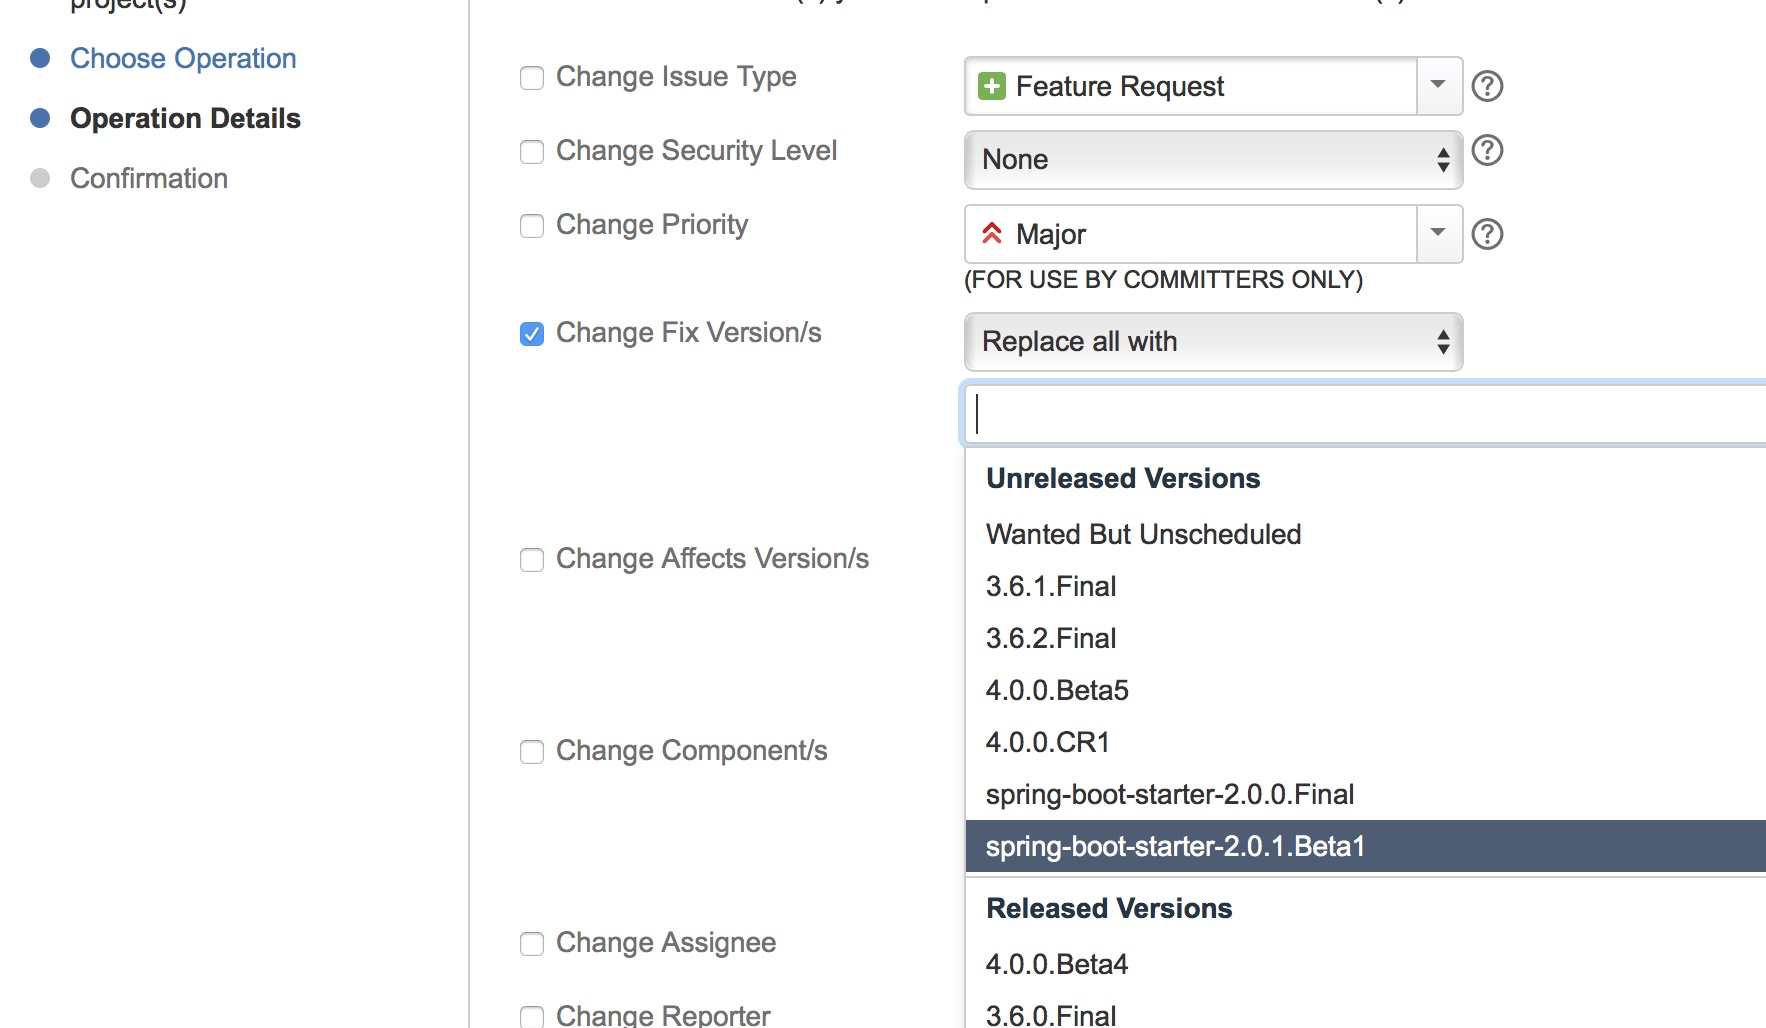 project(s)
Choose Operation
Operation Details
Confirmation
Change Issue Type
Feature Request
Change Security Level
None
Change Priority
Major
(FOR USE BY COMMITTERS ONLY)
Change Fix Version/s
Replace all with
Unreleased Versions
Wanted But Unscheduled
3.6.1.Final
3.6.2.Final
Change Affects Version/s
4.0.0.Beta5
4.0.0.CR1
Change Component/s
spring-boot-starter-2.0.0.Final
spring-boot-starter-2.0.1.Beta1
Released Versions
Change Assignee
4.0.0.Beta4
Change Reporter
3.6.0.Final